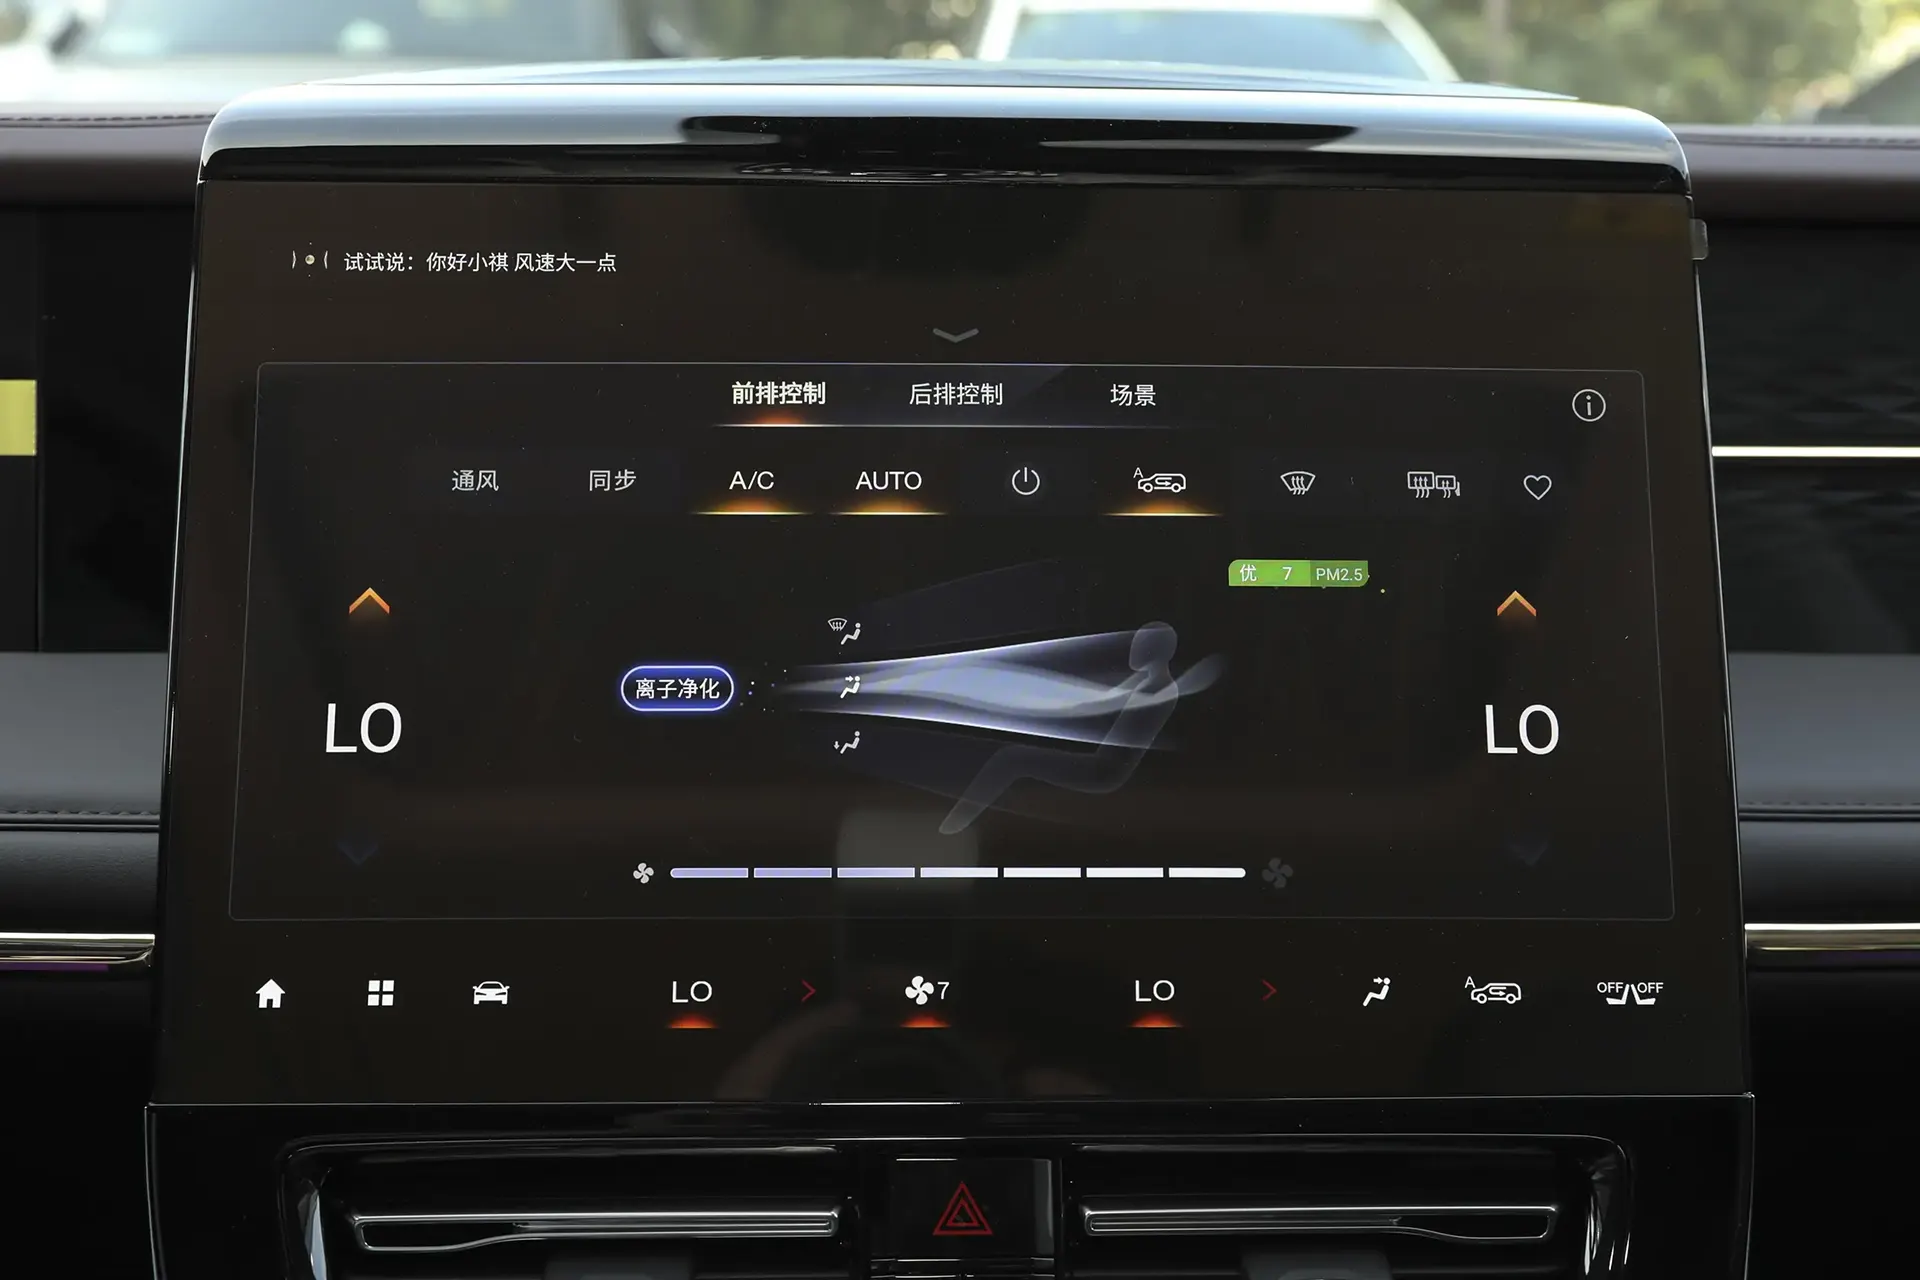 试试说：你好小祺 风速大一点
前排控制 后排控制 场景
通风 同步 A/C AUTO A
优 7 PM2.5
离子净化
LO LO
LO 7 LO A OFF OFF